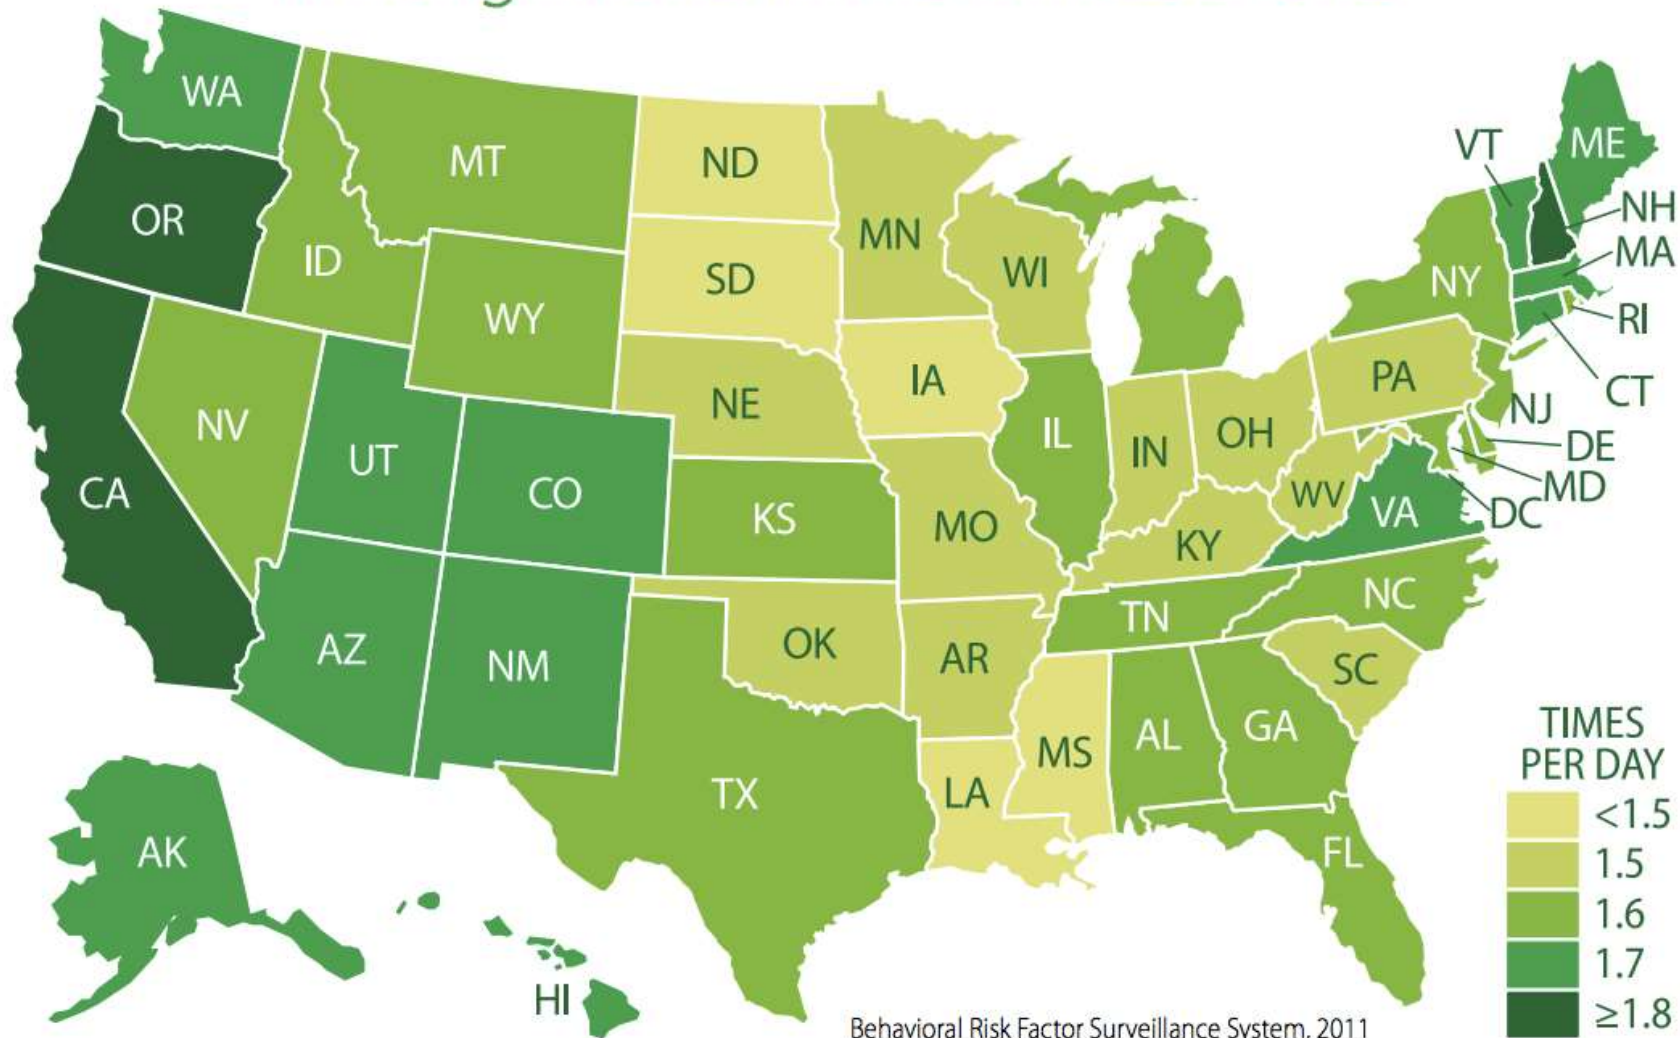 WA
OR
CA
ID
NV
MT
WY
UT
CO
AZ
NM
ND
SD
NE
KS
OK
TX
MN
IA
MO
AR
LA
WI
IL
MS
IN
OH
KY
TN
AL
GA
FL
SC
NC
WV
VA
PA
NY
VT
ME
NH
MA
RI
CT
NJ
DE
MD
DC
AK
HI
TIMES
PER DAY
<1.5
1.5
1.6
1.7
≥1.8
Behavioral Risk Factor Surveillance System, 2011